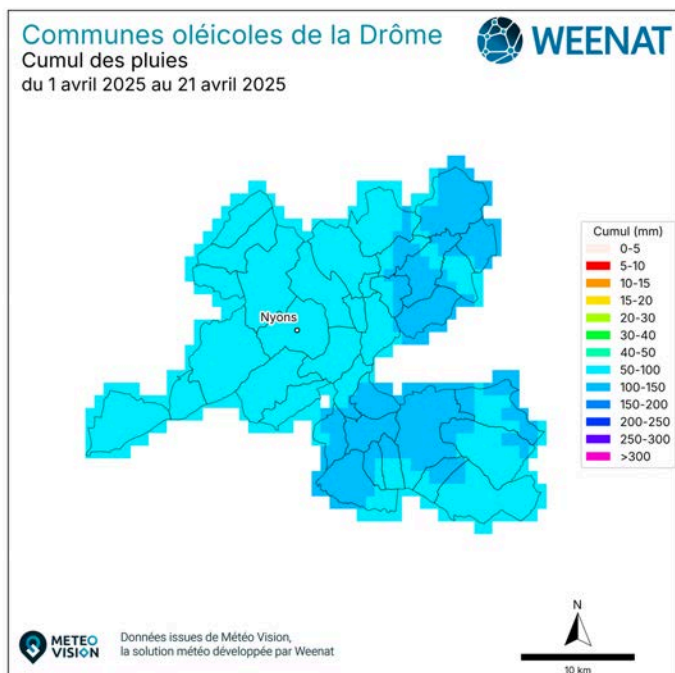 Communes oléicoles de la Drôme
WEENAT
Cumul des pluies
du 1 avril 2025 au 21 avril 2025
Nyons
Cumul (mm)
0-5
5-10
10-15
15-20
20-30
30-40
40-50
50-100
100-150
150-200
200-250
250-300
>300
METEO
VISION
Données issues de Météo Vision,
la solution météo développée par Weenat
N
10 km